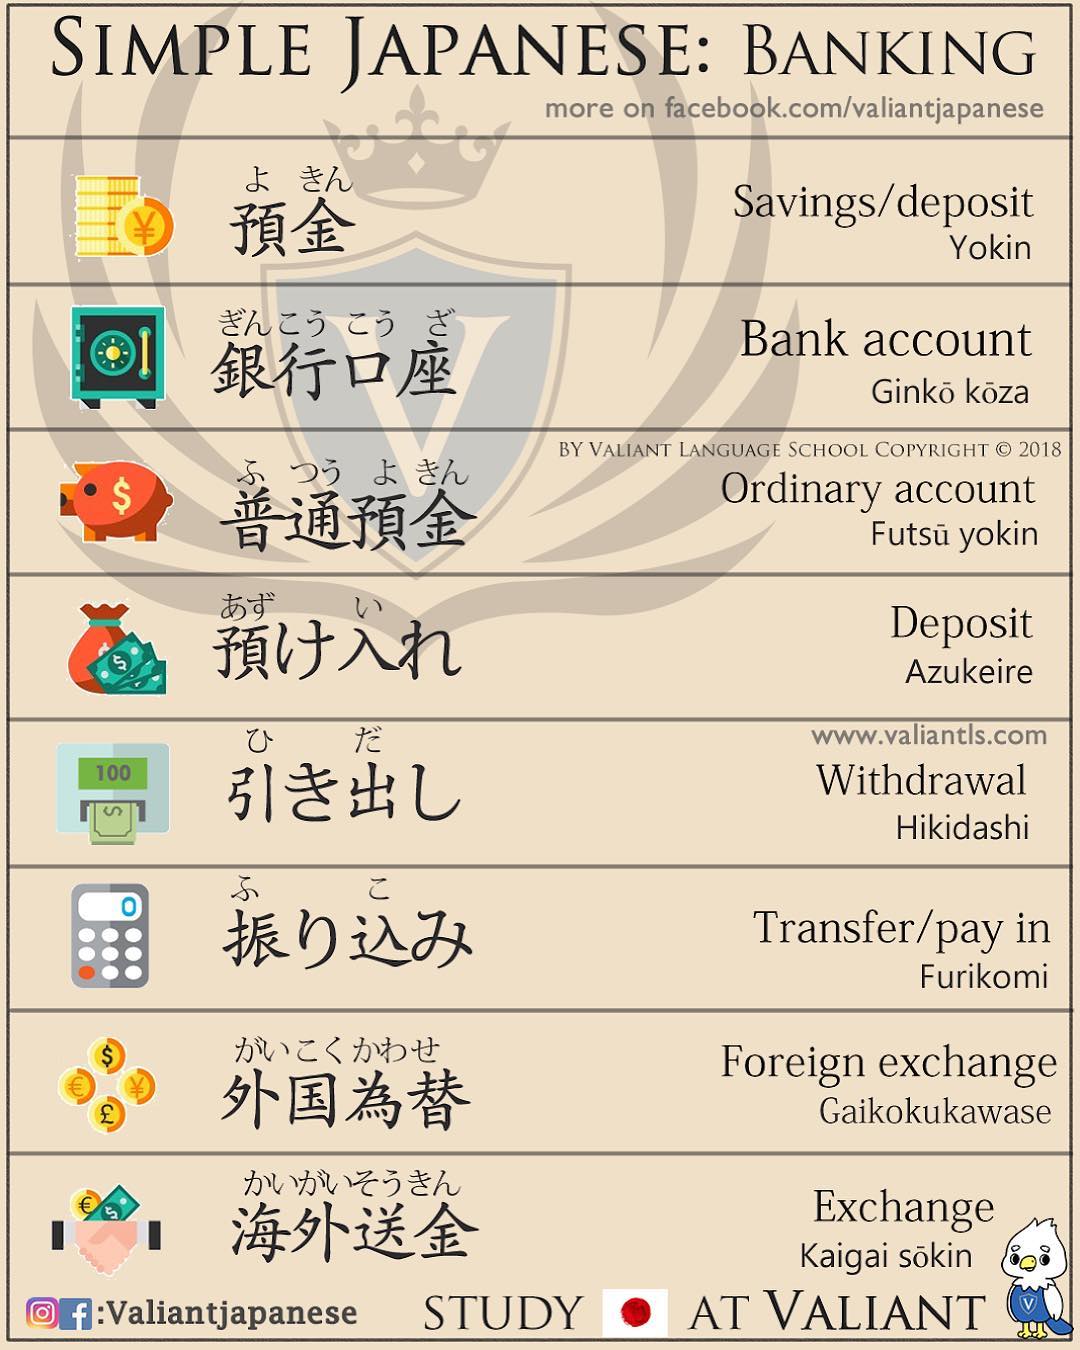 SIMPLE JAPANESE: BANKING
more on facebook.com/valiantjapanese
よ きん
預金
Savings/deposit
Yokin
ぎんこう こう ざ
銀行口座
Bank account
Ginkō kōza
BY VALIANT LANGUAGE SCHOOL COPYRIGHT © 2018
ふ つう よ きん
普通預金
Ordinary account
Futsū yokin
あず い
預け入れ
Deposit
Azukeire
www.valiantls.com
ひ だ
引き出し
100
Withdrawal
Hikidashi
ふ こ
振り込み
0
Transfer/pay in
Furikomi
がいこくかわせ
外国為替
Foreign exchange
Gaikokukawase
かいがいそうきん
海外送金
Exchange
Kaigai sōkin
:Valiantjapanese
STUDY AT VALIANT
V